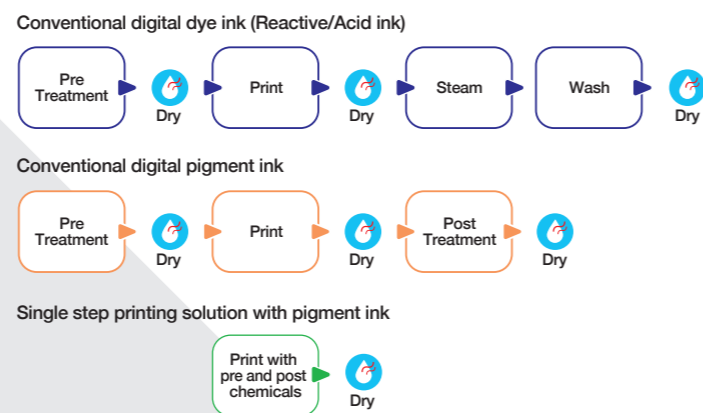 Conventional digital dye ink (Reactive/Acid ink)
Pre
Treatment
Dry
Print
Dry
Steam
Wash
Dry
Conventional digital pigment ink
Pre
Treatment
Dry
Print
Dry
Post
Treatment
Dry
Single step printing solution with pigment ink
Print with
pre and post
chemicals
Dry